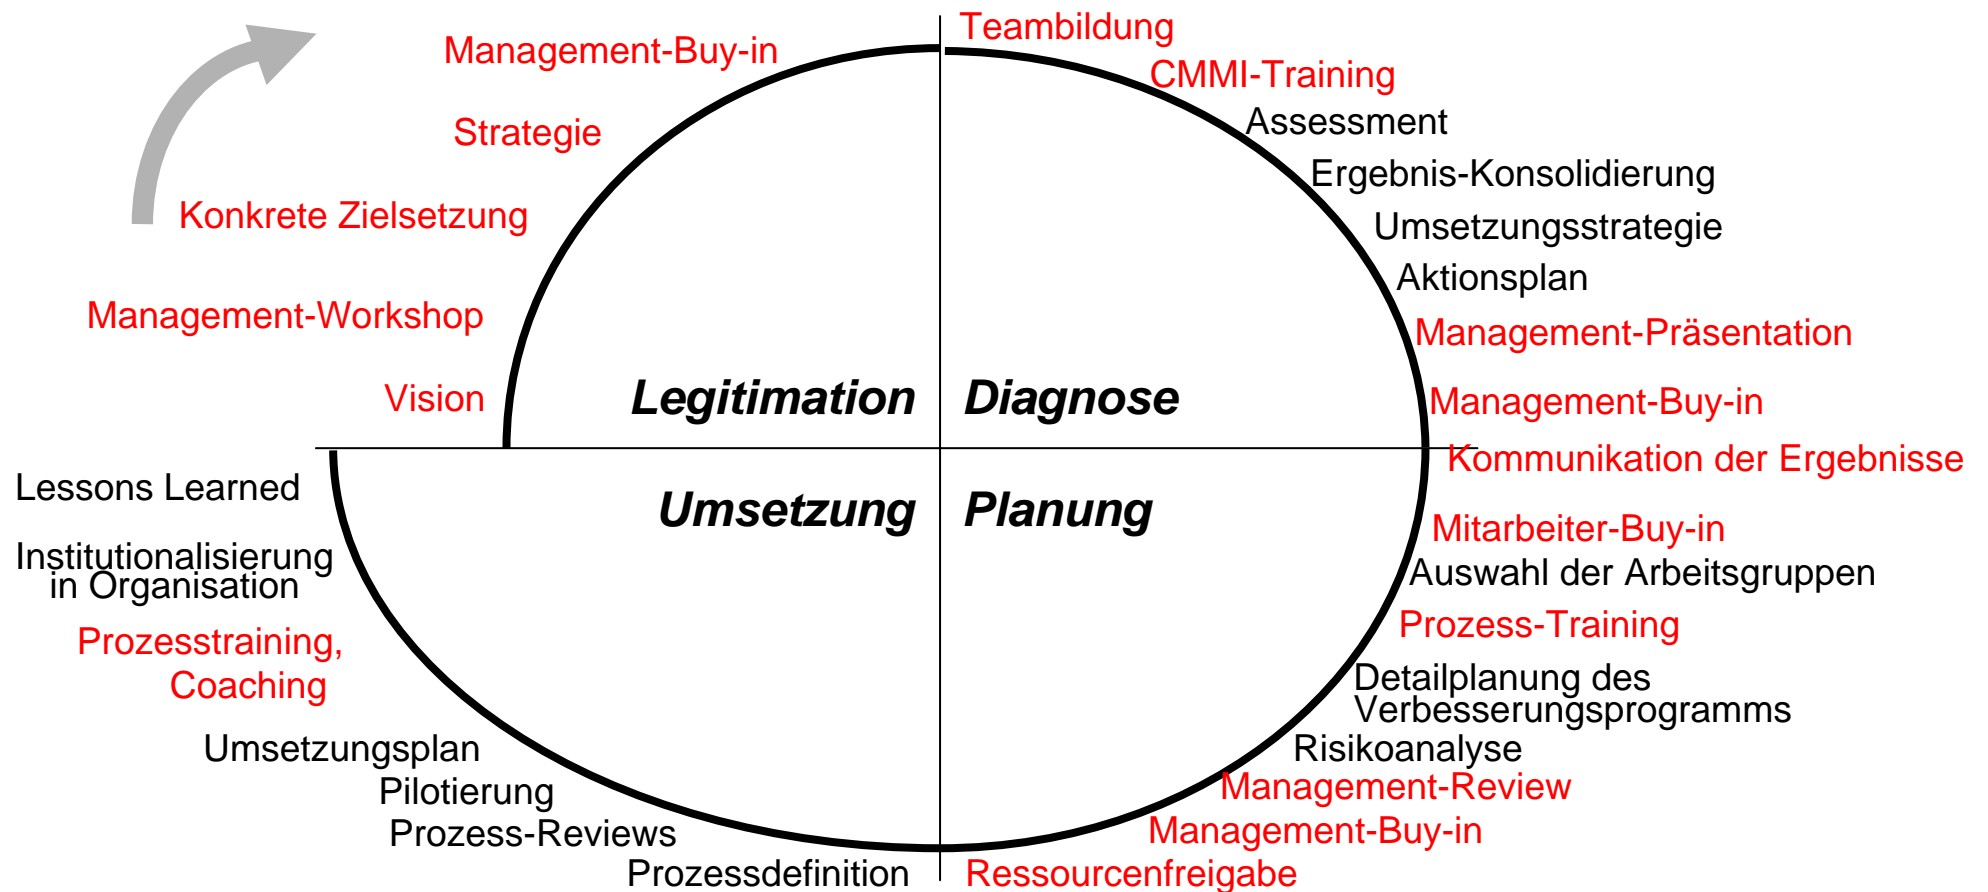 Teambildung
Management-Buy-in
CMMI-Training
Assessment
Strategie
Ergebnis-Konsolidierung
Konkrete Zielsetzung
Umsetzungsstrategie
Aktionsplan
Management-Workshop
Management-Präsentation
Vision
Legitimation
Diagnose
Management-Buy-in
Kommunikation der Ergebnisse
Lessons Learned
Umsetzung
Planung
Mitarbeiter-Buy-in
Institutionalisierung
in Organisation
Auswahl der Arbeitsgruppen
Prozess-Training
Prozesstraining,
Coaching
Detailplanung des
Verbesserungsprogramms
Umsetzungsplan
Risikoanalyse
Pilotierung
Management-Review
Prozess-Reviews
Management-Buy-in
Prozessdefinition
Ressourcenfreigabe